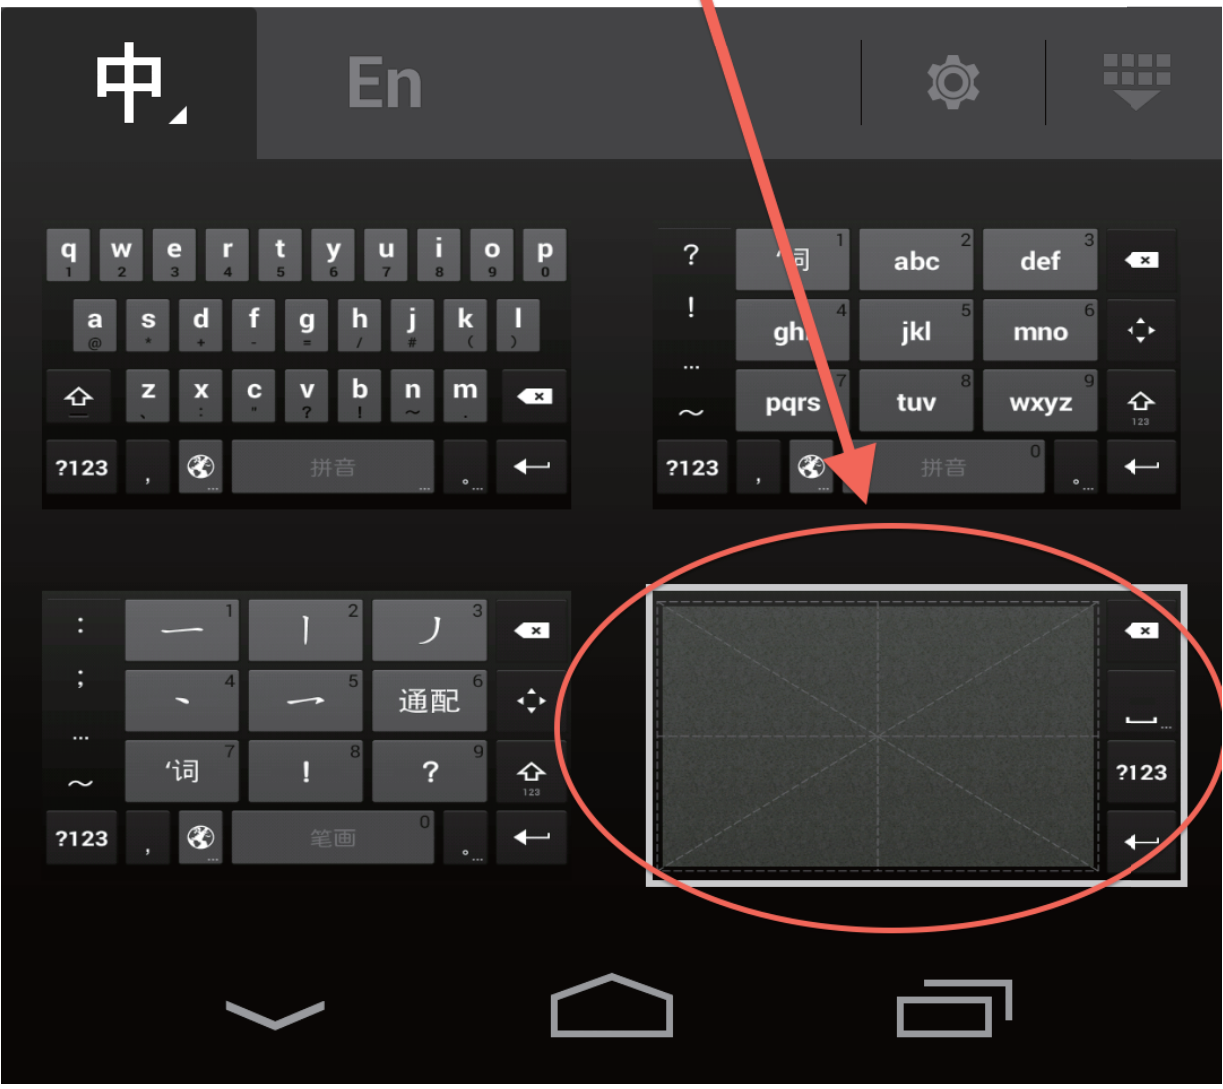 中 En
q w e r t y u i o p
1 2 3 4 5 6 7 8 9 0
a s d f g h j k l
@ * + - = / # ( )
z x c v b n m
、 : " ? ! ～ .
?123 , 拼音 ... 。...
? 词 1 abc 2 def 3
! 4 jkl 5 mno 6
... pqrs 7 tuv 8 wxyz 9
～ 123
?123 , ... 拼音 0 。...
: 一 1 丨 2 丿 3
; 丶 4 乛 5 通配 6
... '词 7 ! 8 ? 9
～ 123
?123 , ... 笔画 0 。...
...
?123